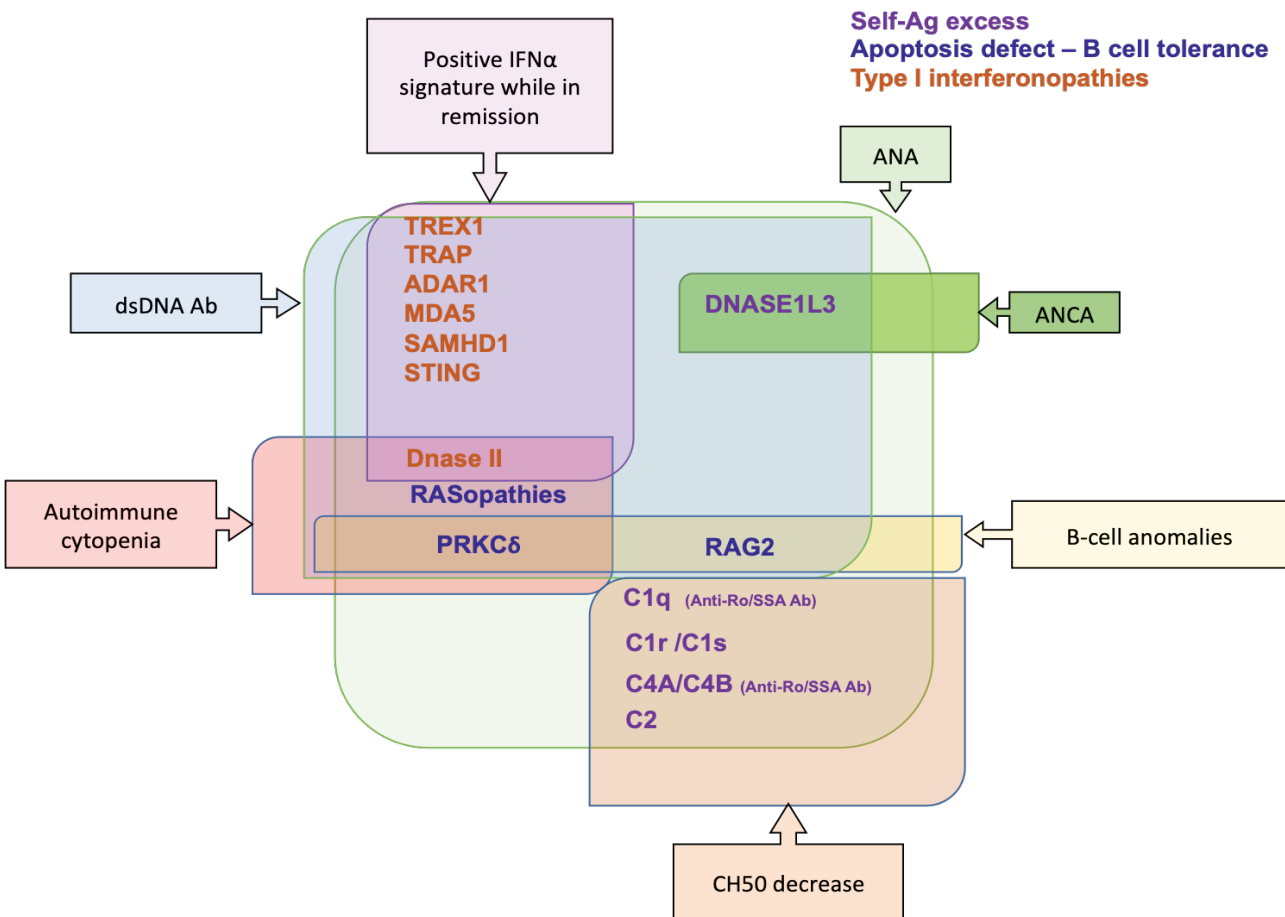 Self-Ag excess
Apoptosis defect – B cell tolerance
Type I interferonopathies
Positive IFNα
signature while in
remission
ANA
TREX1
TRAP
ADAR1
MDA5
SAMHD1
STING
dsDNA Ab
DNASE1L3
ANCA
Dnase II
RASopathies
Autoimmune
cytopenia
PRKCδ
RAG2
B-cell anomalies
C1q (Anti-Ro/SSA Ab)
C1r /C1s
C4A/C4B (Anti-Ro/SSA Ab)
C2
CH50 decrease